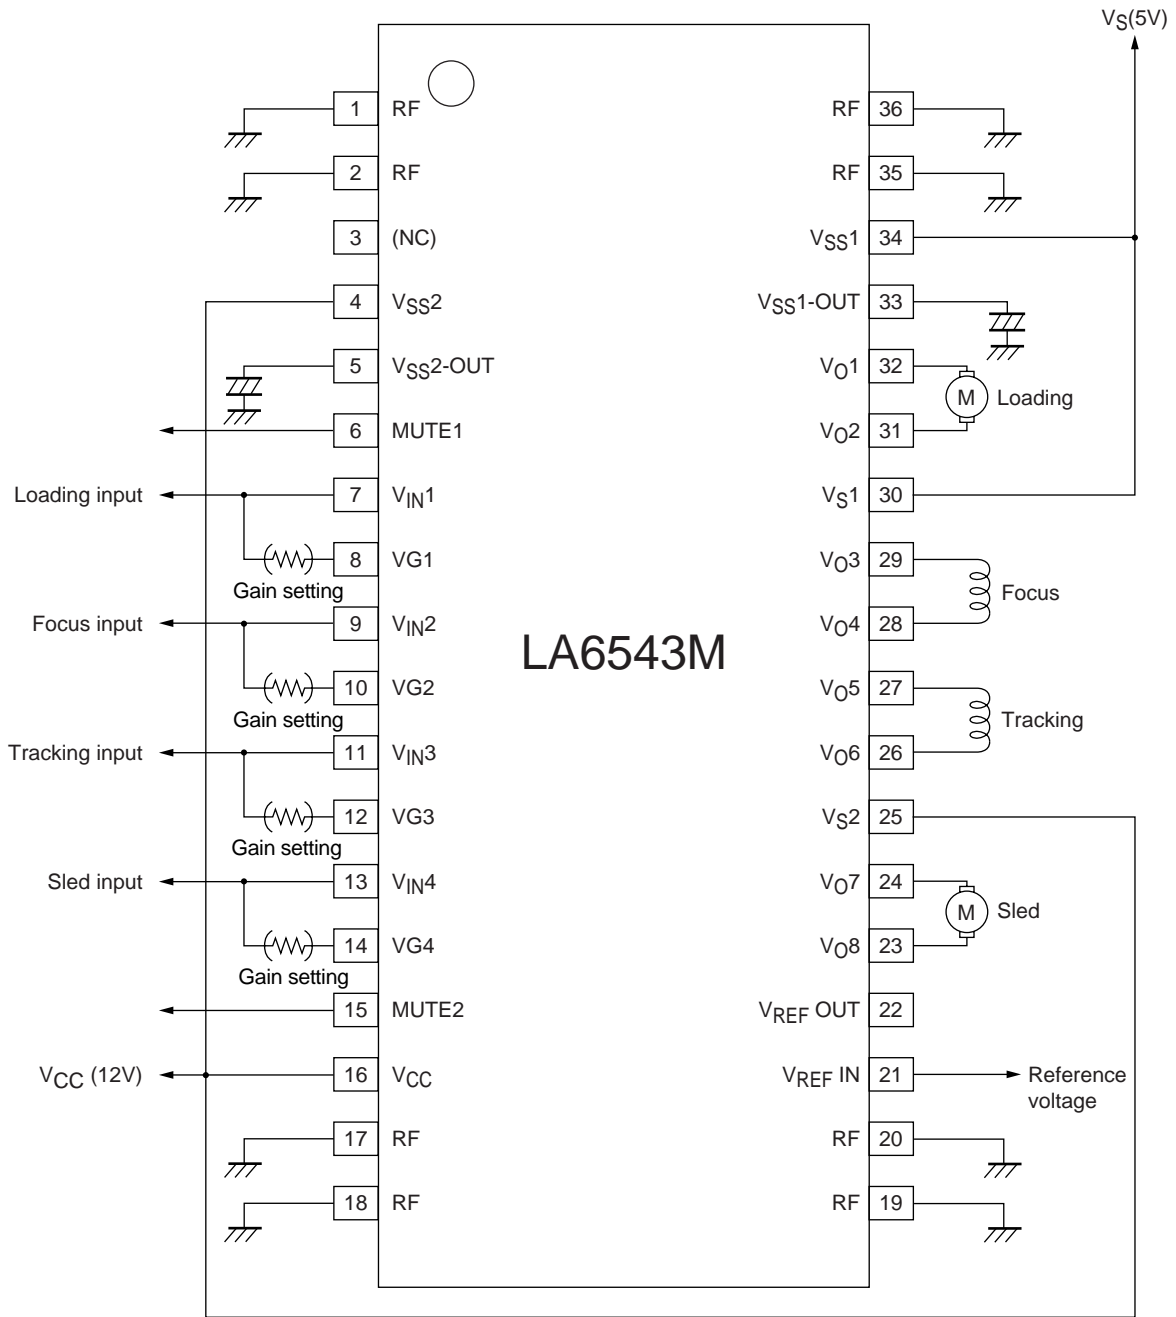 VS(5V)
1 RF
RF 36
2 RF
RF 35
3 (NC)
VSS1 34
4 VSS2
VSS1-OUT 33
5 VSS2-OUT
VO1 32
M Loading
6 MUTE1
VO2 31
Loading input 7 VIN1
VS1 30
8 VG1
VO3 29
Gain setting
Focus
Focus input 9 VIN2
VO4 28
LA6543M
10 VG2
VO5 27
Gain setting
Tracking
Tracking input 11 VIN3
VO6 26
12 VG3
VS2 25
Gain setting
Sled input 13 VIN4
VO7 24
M Sled
14 VG4
VO8 23
Gain setting
15 MUTE2
VREF OUT 22
VCC (12V) 16 VCC
VREF IN 21 Reference
voltage
17 RF
RF 20
18 RF
RF 19